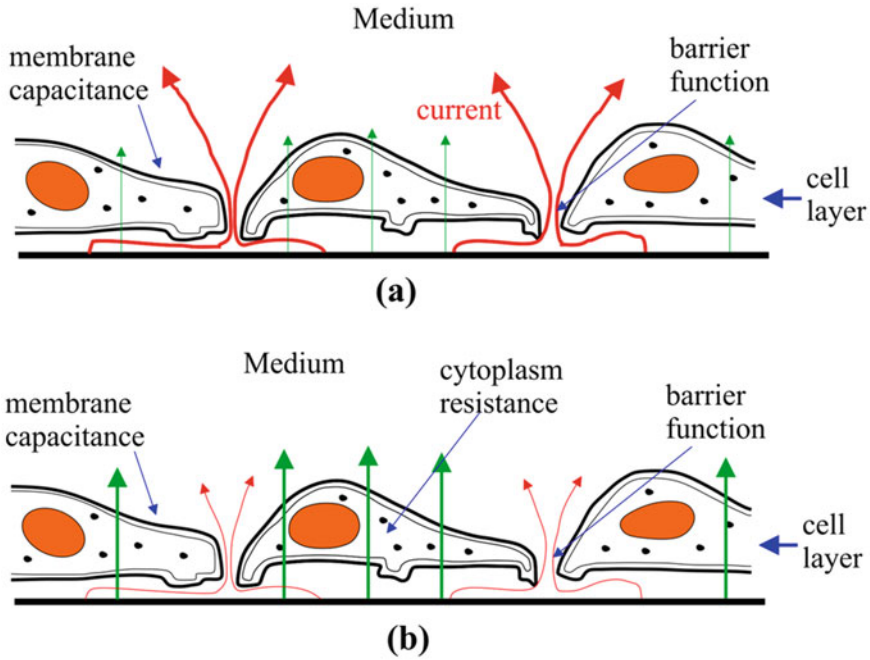 Medium
membrane
capacitance
barrier
function
current
cell
layer
(a)
Medium
cytoplasm
resistance
membrane
capacitance
barrier
function
cell
layer
(b)